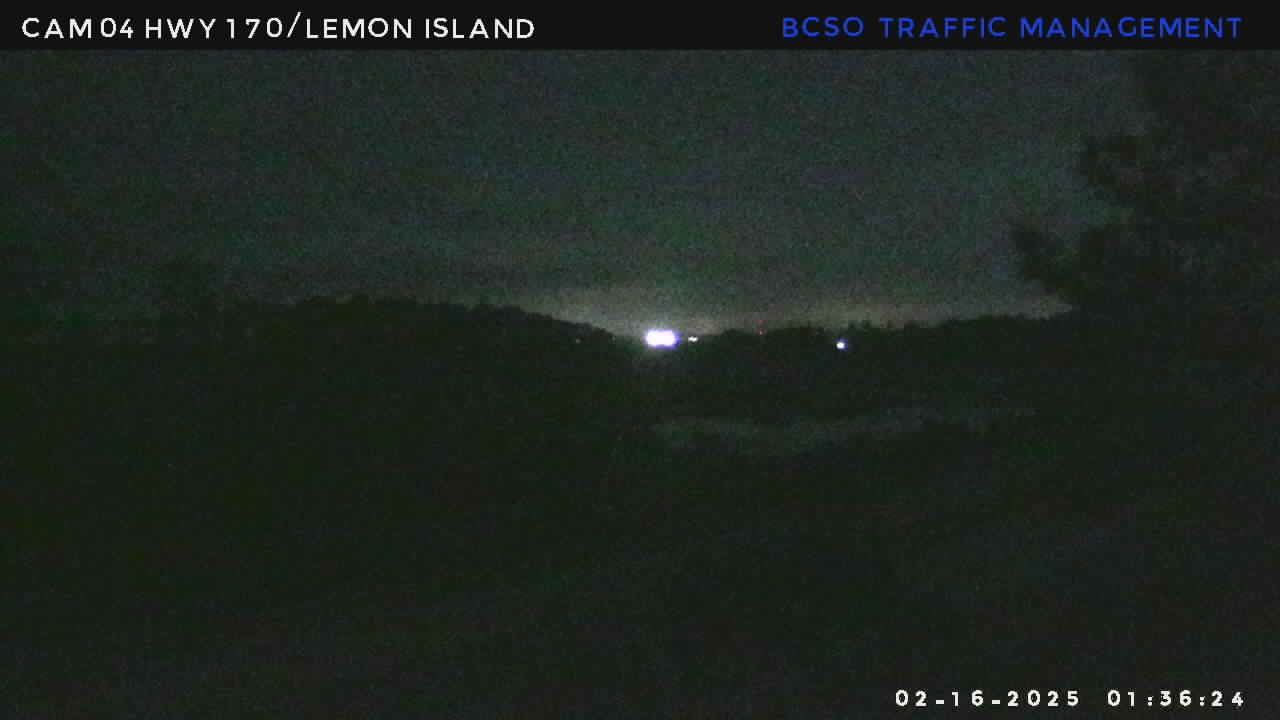 CAM04 HWY 170/LEMON ISLAND
BCSO TRAFFIC MANAGEMENT
02-16-2025 01:36:24